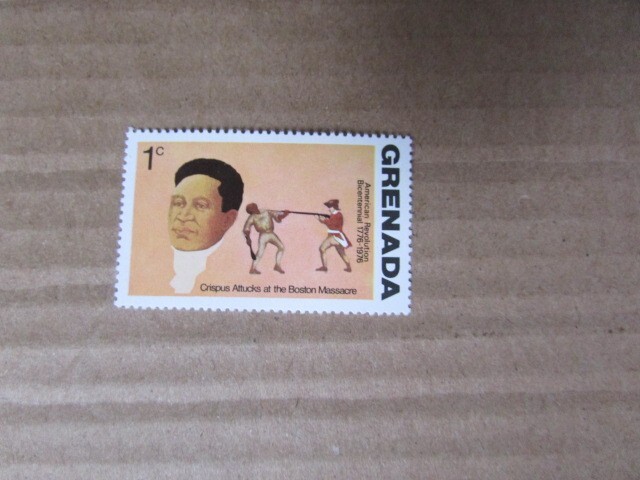 1c
GRENADA
American Revolution
Bicentennial 1776-1976
Crispus Attucks at the Boston Massacre